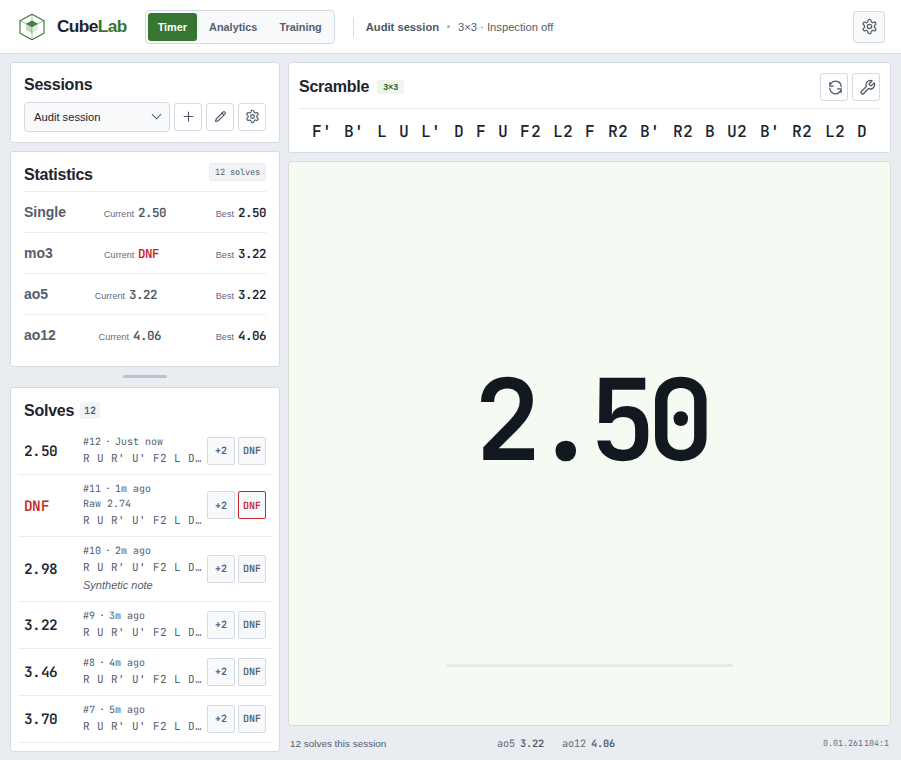 CubeLab Timer Analytics Training Audit session • 3×3 · Inspection off
Sessions
Audit session
Statistics 12 solves
Single Current 2.50 Best 2.50
mo3 Current DNF Best 3.22
ao5 Current 3.22 Best 3.22
ao12 Current 4.06 Best 4.06
Solves 12
2.50 #12 · Just now
R U R' U' F2 L D… +2 DNF
DNF #11 · 1m ago
Raw 2.74
R U R' U' F2 L D… +2 DNF
2.98 #10 · 2m ago
R U R' U' F2 L D… +2 DNF
Synthetic note
3.22 #9 · 3m ago
R U R' U' F2 L D… +2 DNF
3.46 #8 · 4m ago
R U R' U' F2 L D… +2 DNF
3.70 #7 · 5m ago
R U R' U' F2 L D… +2 DNF
Scramble 3×3
F' B' L U L' D F U F2 L2 F R2 B' R2 B U2 B' R2 L2 D
2.50
12 solves this session ao5 3.22 ao12 4.06 0.01.261104:1